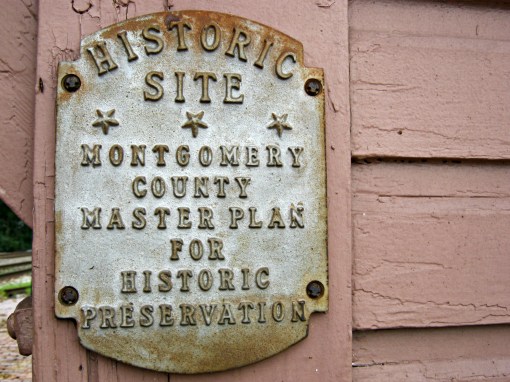 HISTORIC
SITE
MONTGOMERY
COUNTY
MASTER PLAN
FOR
HISTORIC
PRESERVATION